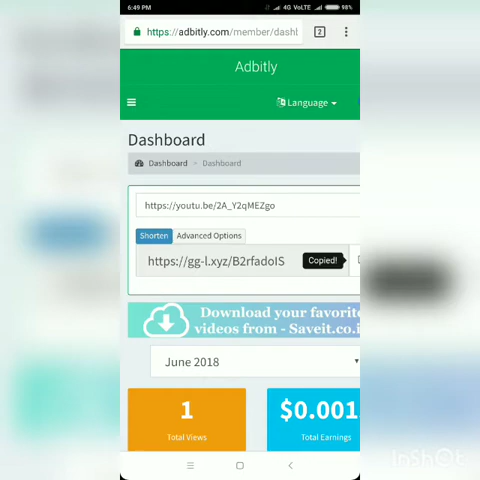 6:49 PM 4G VoLTE 98%
https://adbitly.com/member/dashl
2
Adbitly
Language
Dashboard
Dashboard Dashboard
https://youtu.be/2A_Y2qMEZgo
Shorten Advanced Options
https://gg-l.xyz/B2rfadoIS Copied!
Download your favorit
videos from - Saveit.co.i
June 2018
1 $0.001
Total Views Total Earnings
InShOt